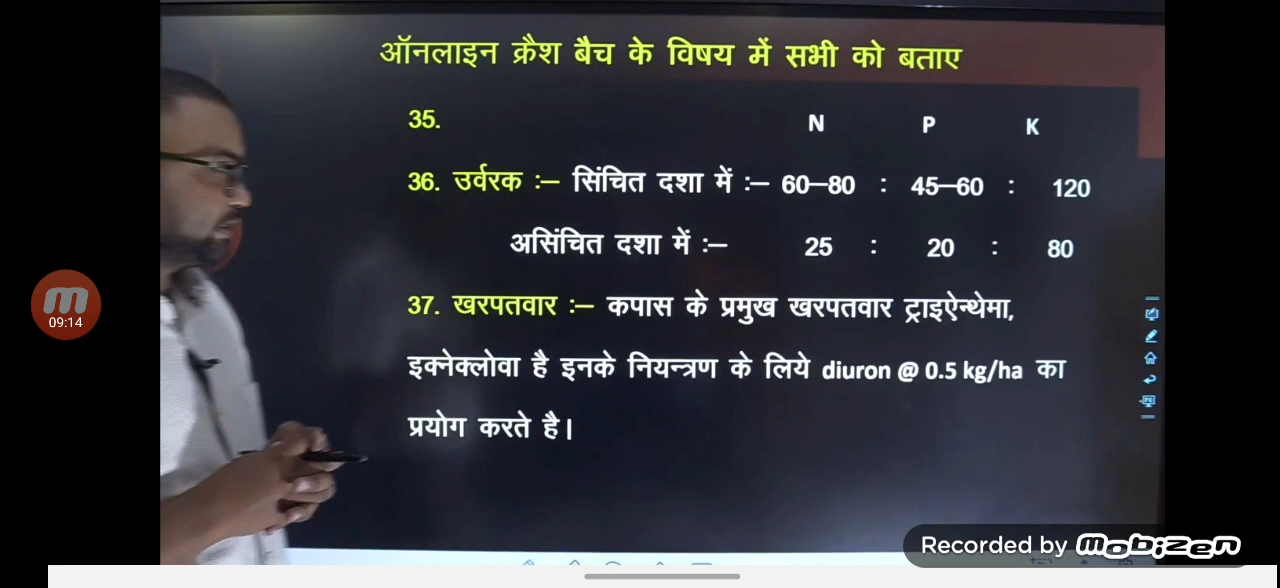 ऑनलाइन क्रैश बैच के विषय में सभी को बताए
35. N P K
36. उर्वरक :– सिंचित दशा में :– 60–80 : 45–60 : 120
असिंचित दशा में :– 25 : 20 : 80
37. खरपतवार :– कपास के प्रमुख खरपतवार ट्राइऐन्थेमा,
इक्नेक्लोवा है इनके नियन्त्रण के लिये diuron @ 0.5 kg/ha का
प्रयोग करते है।
09:14
Recorded by mobizen